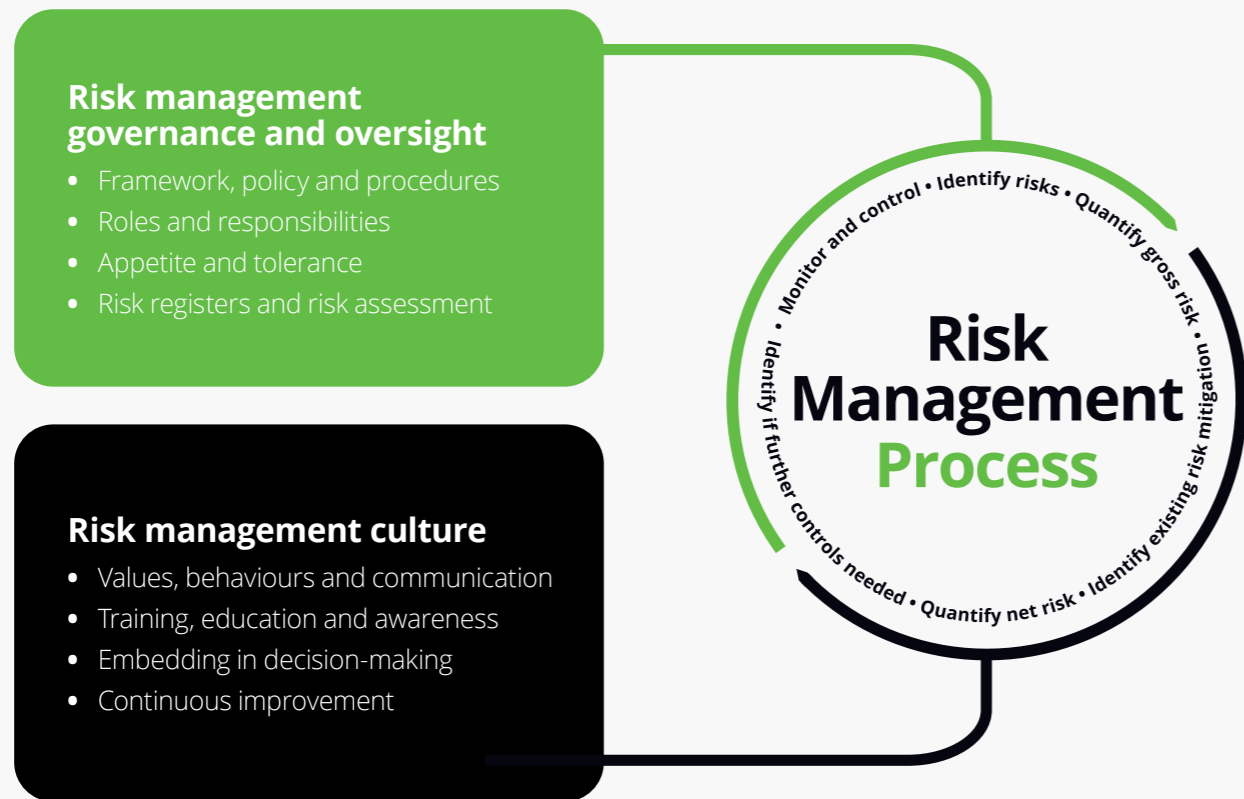 Risk management
governance and oversight
• Framework, policy and procedures
• Roles and responsibilities
• Appetite and tolerance
• Risk registers and risk assessment
Risk management culture
• Values, behaviours and communication
• Training, education and awareness
• Embedding in decision-making
• Continuous improvement
Risk
Management
Process
Identify risks • Quantify gross risk • Identify existing risk mitigation • Quantify net risk • Identify if further controls needed • Monitor and control •